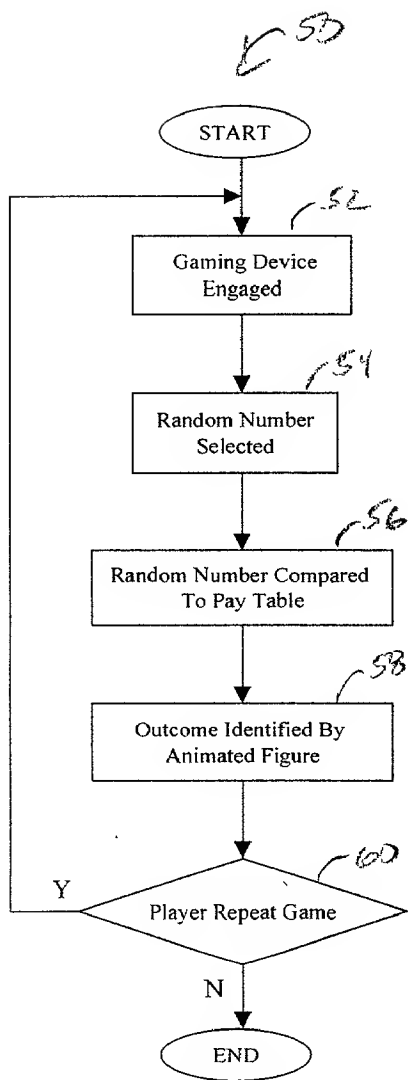 50
START
52
Gaming Device
Engaged
54
Random Number
Selected
56
Random Number Compared
To Pay Table
58
Outcome Identified By
Animated Figure
60
Y
Player Repeat Game
N
END